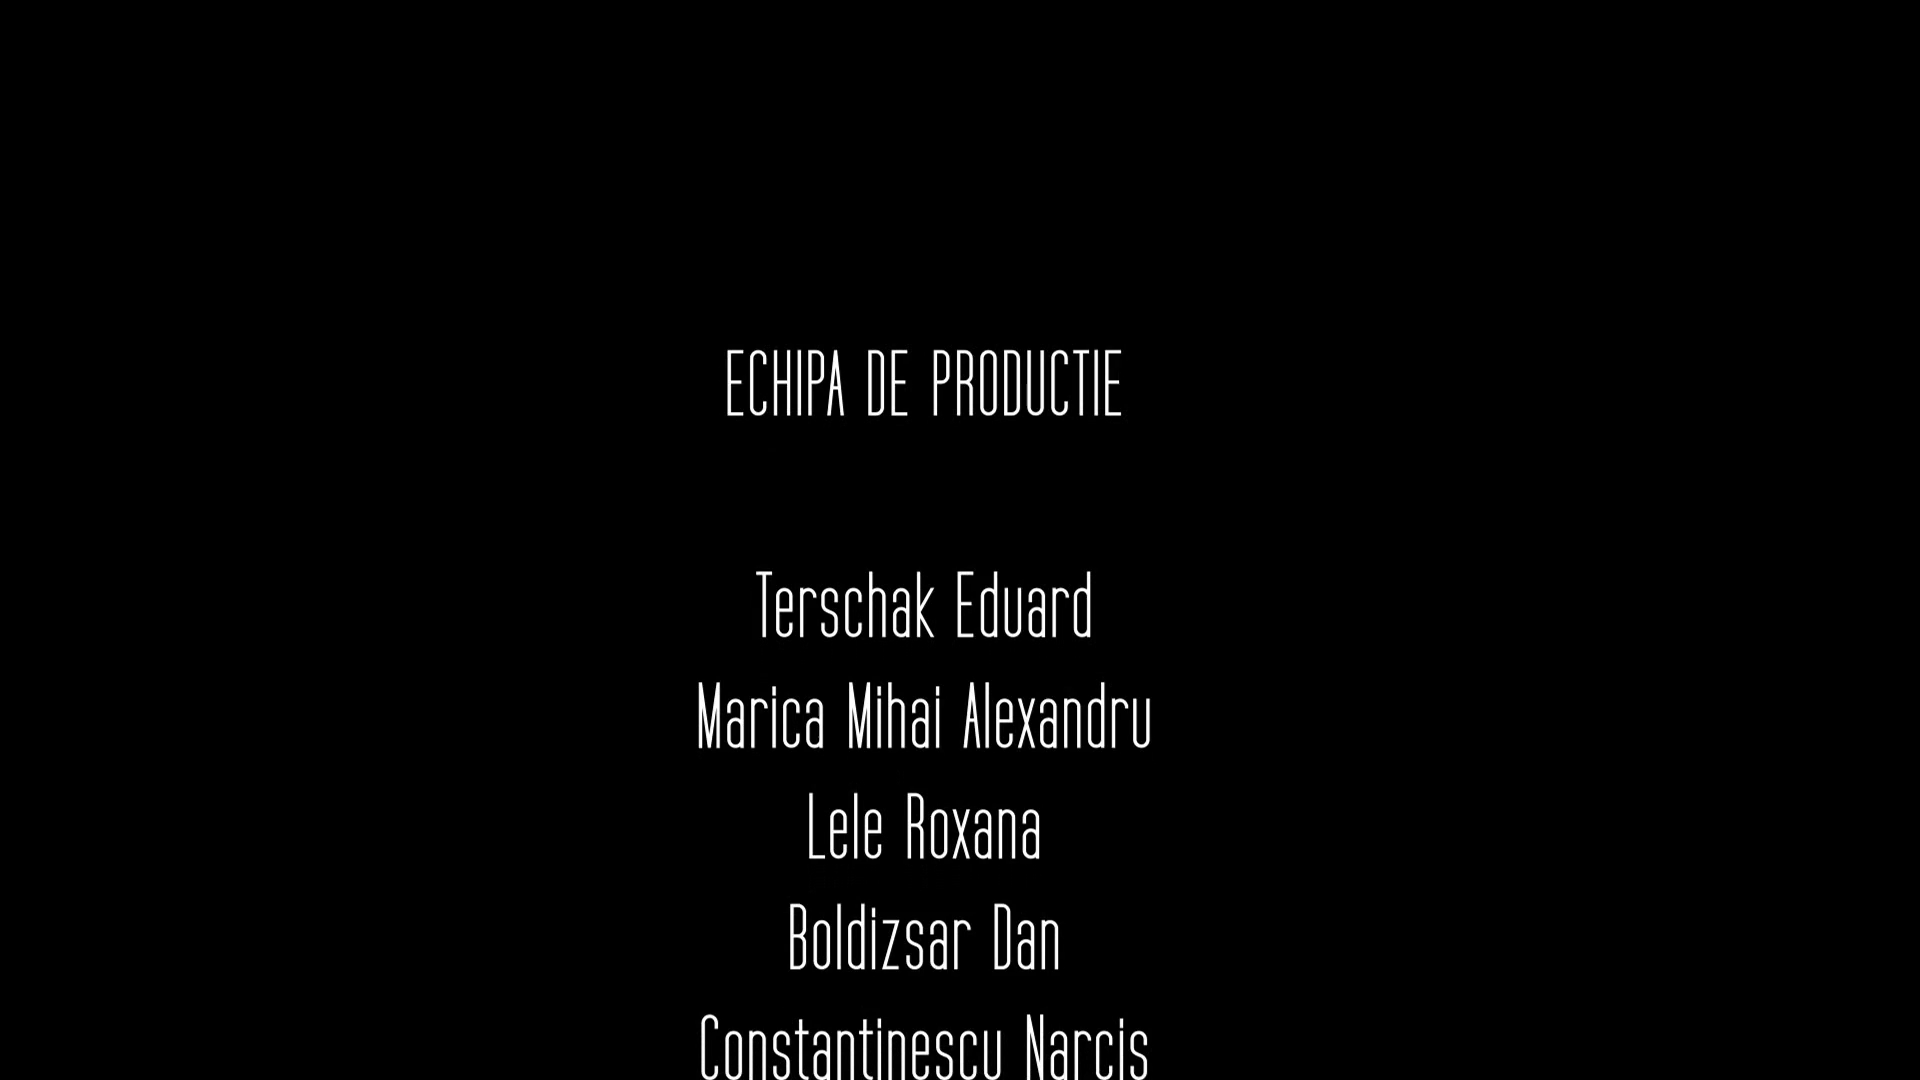 ECHIPA DE PRODUCTIE
Terschak Eduard
Marica Mihai Alexandru
Lele Roxana
Boldizsar Dan
Constantinescu Narcis